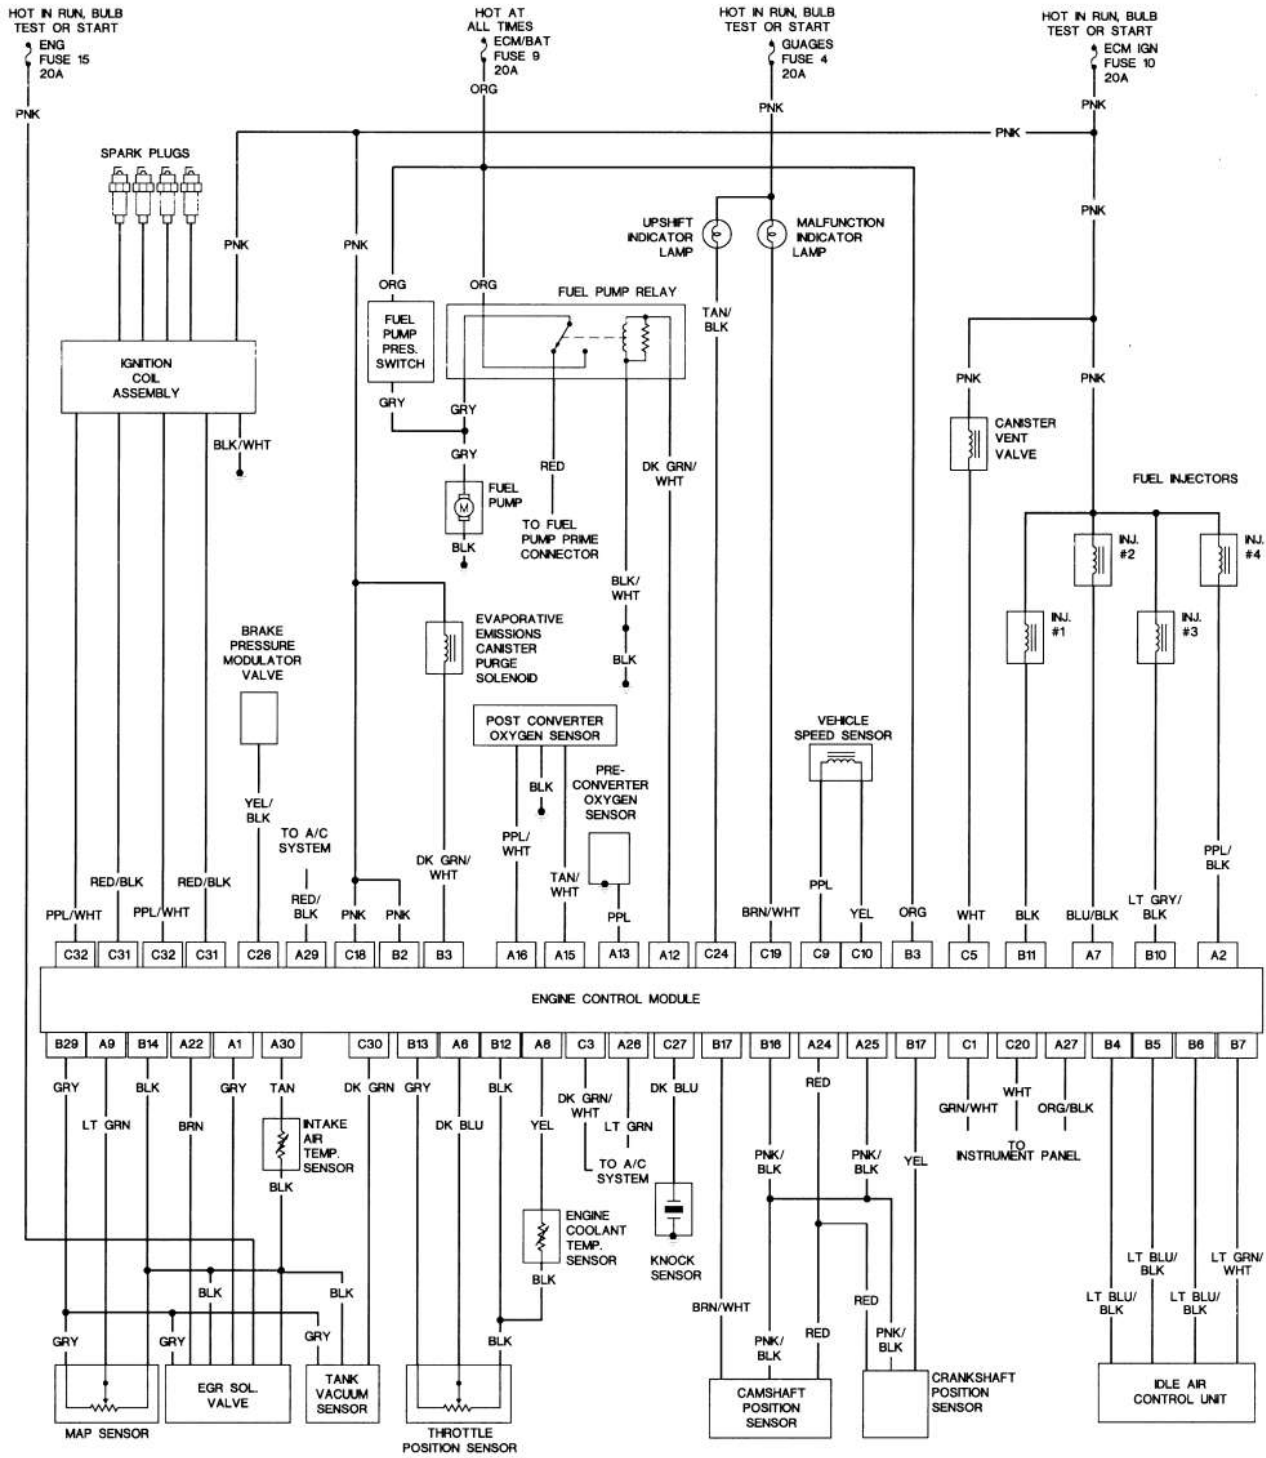 HOT IN RUN, BULB
TEST OR START
ENG
FUSE 15
20A
PNK
HOT AT
ALL TIMES
ECM/BAT
FUSE 9
20A
ORG
HOT IN RUN, BULB
TEST OR START
GUAGES
FUSE 4
20A
PNK
HOT IN RUN, BULB
TEST OR START
ECM IGN
FUSE 10
20A
PNK
PNK
SPARK PLUGS
PNK
PNK
PNK
UPSHIFT
INDICATOR
LAMP
MALFUNCTION
INDICATOR
LAMP
ORG
ORG
FUEL PUMP RELAY
TAN/
BLK
FUEL
PUMP
PRES.
SWITCH
IGNITION
COIL
ASSEMBLY
PNK
PNK
GRY
GRY
CANISTER
VENT
VALVE
BLK/WHT
GRY
RED
DK GRN/
WHT
FUEL INJECTORS
FUEL
PUMP
M
TO FUEL
PUMP PRIME
CONNECTOR
BLK
INJ.
#2
INJ.
#4
BLK/
WHT
INJ.
#1
INJ.
#3
BRAKE
PRESSURE
MODULATOR
VALVE
EVAPORATIVE
EMISSIONS
CANISTER
PURGE
SOLENOID
BLK
POST CONVERTER
OXYGEN SENSOR
VEHICLE
SPEED SENSOR
PRE-
CONVERTER
OXYGEN
SENSOR
BLK
YEL/
BLK
TO A/C
SYSTEM
PPL/
WHT
DK GRN/
WHT
TAN/
WHT
PPL/
BLK
RED/BLK
RED/BLK
PPL
PPL/WHT
PPL/WHT
RED/
BLK
PNK
PNK
PPL
BRN/WHT
YEL
ORG
WHT
BLK
BLU/BLK
LT GRY/
BLK
C32
C31
C32
C31
C26
A29
C18
B2
B3
A16
A15
A13
A12
C24
C19
C9
C10
B3
C5
B11
A7
B10
A2
ENGINE CONTROL MODULE
B29
A9
B14
A22
A1
A30
C30
B13
A6
B12
A8
C3
A26
C27
B17
B16
A24
A25
B17
C1
C20
A27
B4
B5
B6
B7
GRY
BLK
GRY
TAN
DK GRN
GRY
BLK
DK BLU
RED
WHT
DK GRN/
WHT
GRN/WHT
ORG/BLK
LT GRN
BRN
DK BLU
YEL
LT GRN
INTAKE
AIR
TEMP.
SENSOR
TO
INSTRUMENT PANEL
PNK/
BLK
PNK/
BLK
YEL
TO A/C
SYSTEM
BLK
ENGINE
COOLANT
TEMP.
SENSOR
KNOCK
SENSOR
BLK
LT BLU/
BLK
LT GRN/
WHT
BLK
BLK
LT BLU/
BLK
LT BLU/
BLK
BRN/WHT
RED
GRY
GRY
GRY
BLK
PNK/
BLK
RED
PNK/
BLK
EGR SOL.
VALVE
TANK
VACUUM
SENSOR
CAMSHAFT
POSITION
SENSOR
CRANKSHAFT
POSITION
SENSOR
IDLE AIR
CONTROL UNIT
MAP SENSOR
THROTTLE
POSITION SENSOR